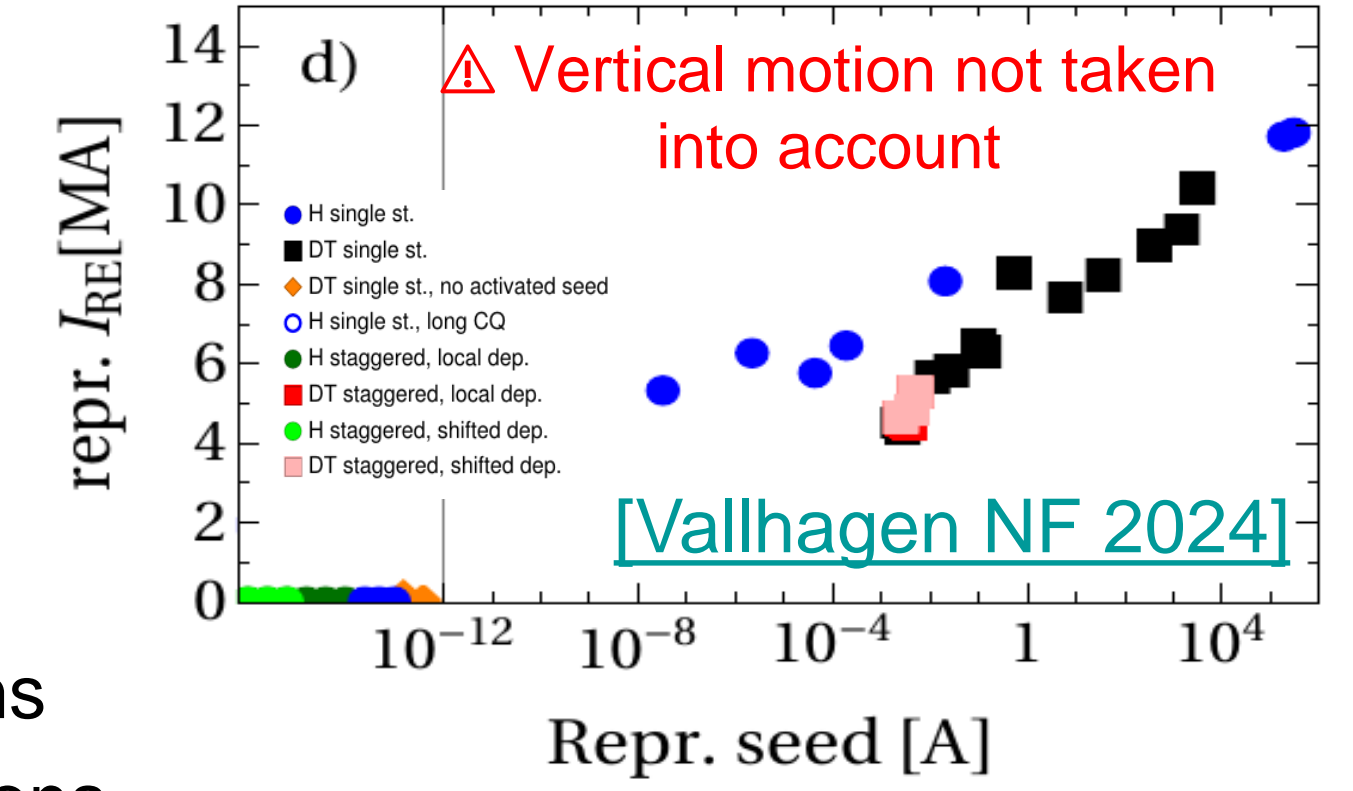 d)
⚠ Vertical motion not taken
into account
14
12
10
8
6
4
2
0
repr. I_RE[MA]
H single st.
DT single st.
DT single st., no activated seed
H single st., long CQ
H staggered, local dep.
DT staggered, local dep.
H staggered, shifted dep.
DT staggered, shifted dep.
[Vallhagen NF 2024]
10⁻¹² 10⁻⁸ 10⁻⁴ 1 10⁴
Repr. seed [A]